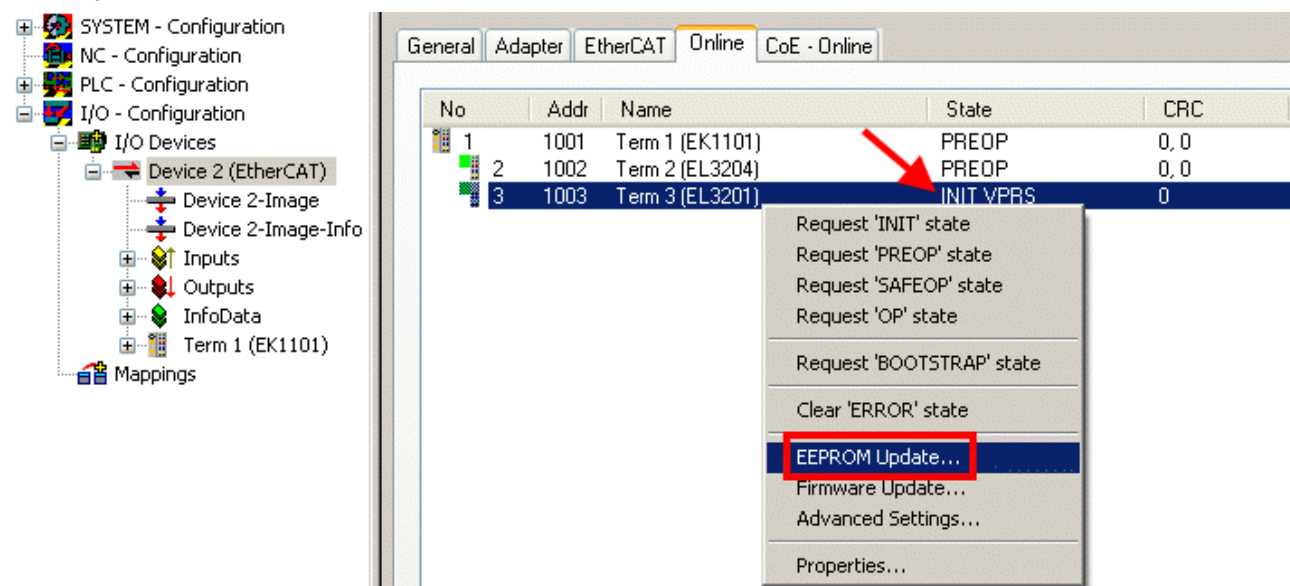 SYSTEM - Configuration
NC - Configuration
PLC - Configuration
I/O - Configuration
I/O Devices
Device 2 (EtherCAT)
Device 2-Image
Device 2-Image-Info
Inputs
Outputs
InfoData
Term 1 (EK1101)
Mappings
General Adapter EtherCAT Online CoE - Online
No Addr Name State CRC
1 1001 Term 1 (EK1101) PREOP 0, 0
2 1002 Term 2 (EL3204) PREOP 0, 0
3 1003 Term 3 (EL3201) INIT VPRS 0
Request 'INIT' state
Request 'PREOP' state
Request 'SAFEOP' state
Request 'OP' state
Request 'BOOTSTRAP' state
Clear 'ERROR' state
EEPROM Update...
Firmware Update...
Advanced Settings...
Properties...